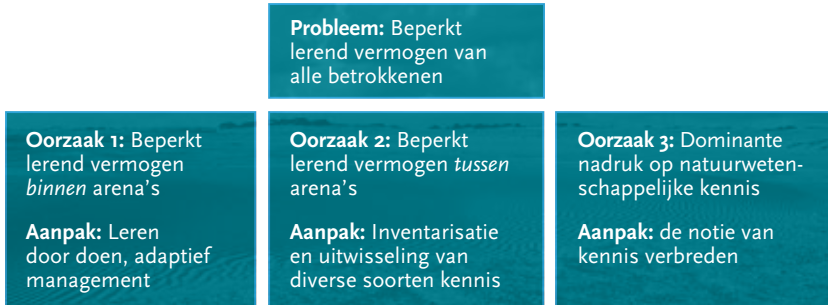 Probleem: Beperkt
lerend vermogen van
alle betrokkenen
Oorzaak 1: Beperkt
lerend vermogen
binnen arena's
Aanpak: Leren
door doen, adaptief
management
Oorzaak 2: Beperkt
lerend vermogen tussen
arena's
Aanpak: Inventarisatie
en uitwisseling van
diverse soorten kennis
Oorzaak 3: Dominante
nadruk op natuurweten-
schappelijke kennis
Aanpak: de notie van
kennis verbreden